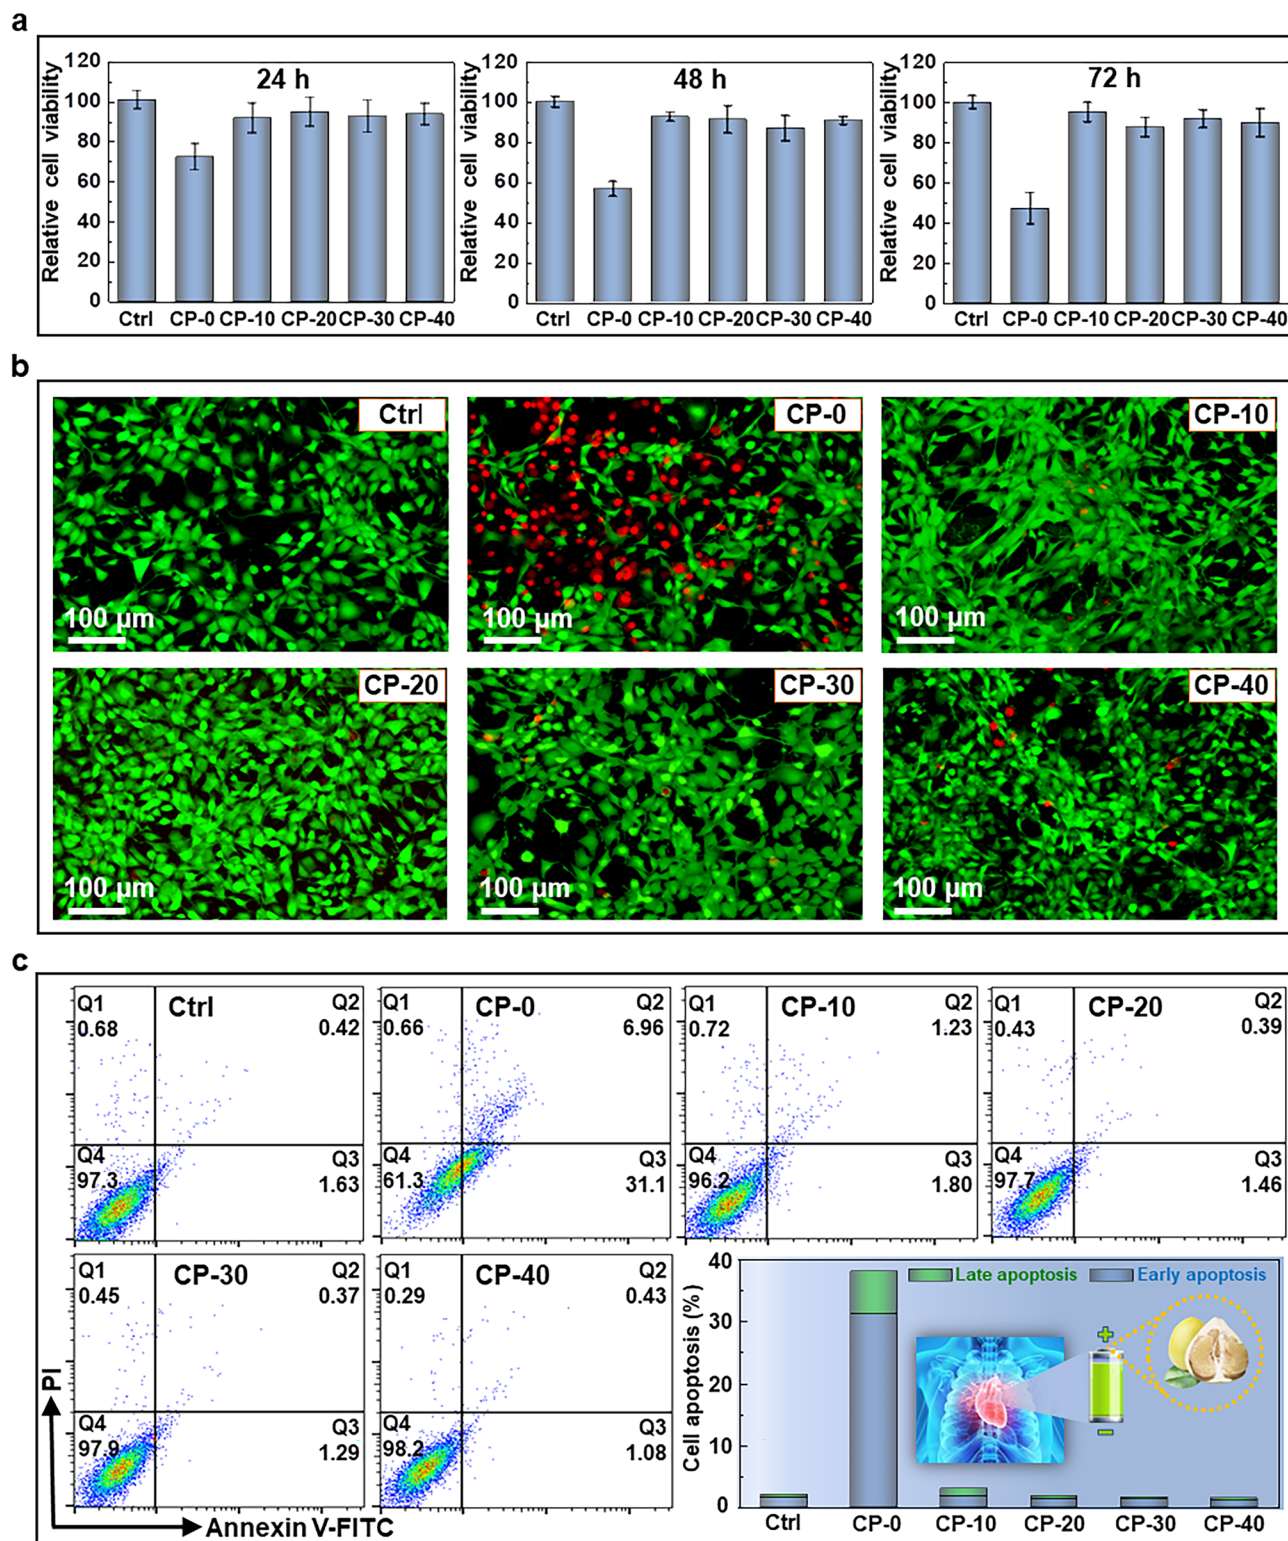 a
24 h
Relative cell viability
120
100
80
60
40
20
0
Ctrl CP-0 CP-10 CP-20 CP-30 CP-40
48 h
Relative cell viability
120
100
80
60
40
20
0
Ctrl CP-0 CP-10 CP-20 CP-30 CP-40
72 h
Relative cell viability
120
100
80
60
40
20
0
Ctrl CP-0 CP-10 CP-20 CP-30 CP-40
b
Ctrl
100 μm
CP-0
100 μm
CP-10
100 μm
CP-20
100 μm
CP-30
100 μm
CP-40
100 μm
c
Ctrl
Q1
0.68
Q2
0.42
Q4
97.3
Q3
1.63
CP-0
Q1
0.66
Q2
6.96
Q4
61.3
Q3
31.1
CP-10
Q1
0.72
Q2
1.23
Q4
96.2
Q3
1.80
CP-20
Q1
0.43
Q2
0.39
Q4
97.7
Q3
1.46
CP-30
Q1
0.45
Q2
0.37
Q4
97.9
Q3
1.29
CP-40
Q1
0.29
Q2
0.43
Q4
98.2
Q3
1.08
PI
Annexin V-FITC
Late apoptosis Early apoptosis
Cell apoptosis (%)
40
30
20
10
0
Ctrl CP-0 CP-10 CP-20 CP-30 CP-40